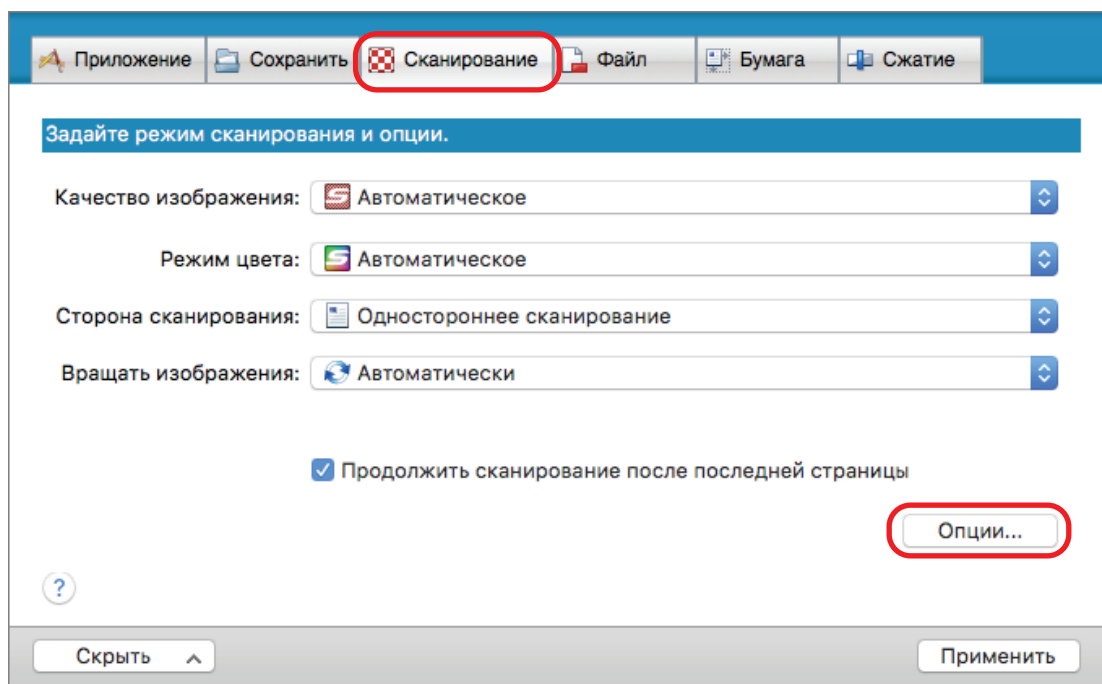 Приложение Сохранить Сканирование Файл Бумага Сжатие
Задайте режим сканирования и опции.
Качество изображения: Автоматическое
Режим цвета: Автоматическое
Сторона сканирования: Одностороннее сканирование
Вращать изображения: Автоматически
Продолжить сканирование после последней страницы
Опции...
?
Скрыть Применить